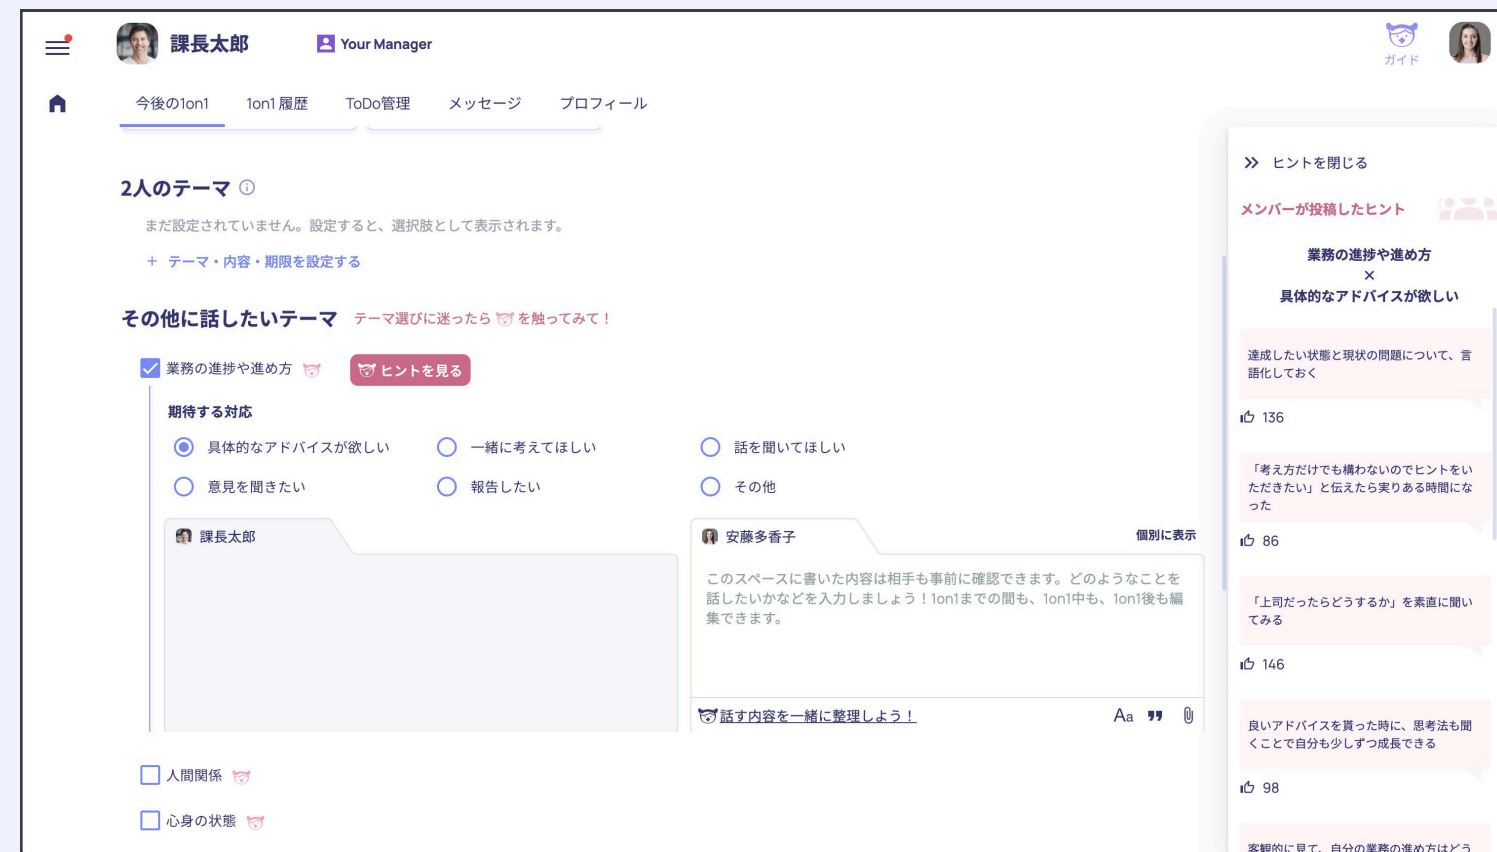 課長太郎
Your Manager
ガイド
今後の1on1
1on1 履歴
ToDo管理
メッセージ
プロフィール
2人のテーマ
まだ設定されていません。設定すると、選択肢として表示されます。
+ テーマ・内容・期限を設定する
その他に話したいテーマ
テーマ選びに迷ったら を触ってみて！
業務の進捗や進め方
ヒントを見る
期待する対応
具体的なアドバイスが欲しい
一緒に考えてほしい
話を聞いてほしい
意見を聞きたい
報告したい
その他
課長太郎
安藤多香子
個別に表示
このスペースに書いた内容は相手も事前に確認できます。どのようなことを
話したいかなどを入力しましょう！1on1までの間も、1on1中も、1on1後も編
集できます。
話す内容を一緒に整理しよう！
Aa
人間関係
心身の状態
ヒントを閉じる
メンバーが投稿したヒント
業務の進捗や進め方
×
具体的なアドバイスが欲しい
達成したい状態と現状の問題について、言
語化しておく
136
「考え方だけでも構わないのでヒントをい
ただきたい」と伝えたら実りある時間にな
った
86
「上司だったらどうするか」を素直に聞い
てみる
146
良いアドバイスを貰った時に、思考法も聞
くことで自分も少しずつ成長できる
98
客観的に見て、自分の業務の進め方はどう